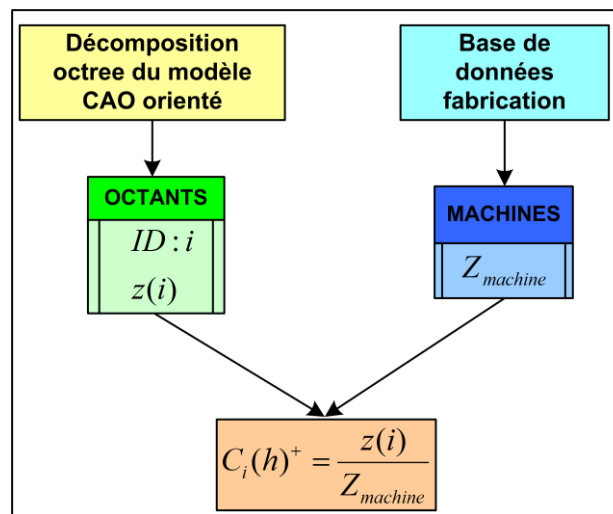 Décomposition
octree du modèle
CAO orienté
Base de
données
fabrication
OCTANTS
ID : i
z(i)
MACHINES
Z_machine
C_i(h)^+ = z(i) / Z_machine